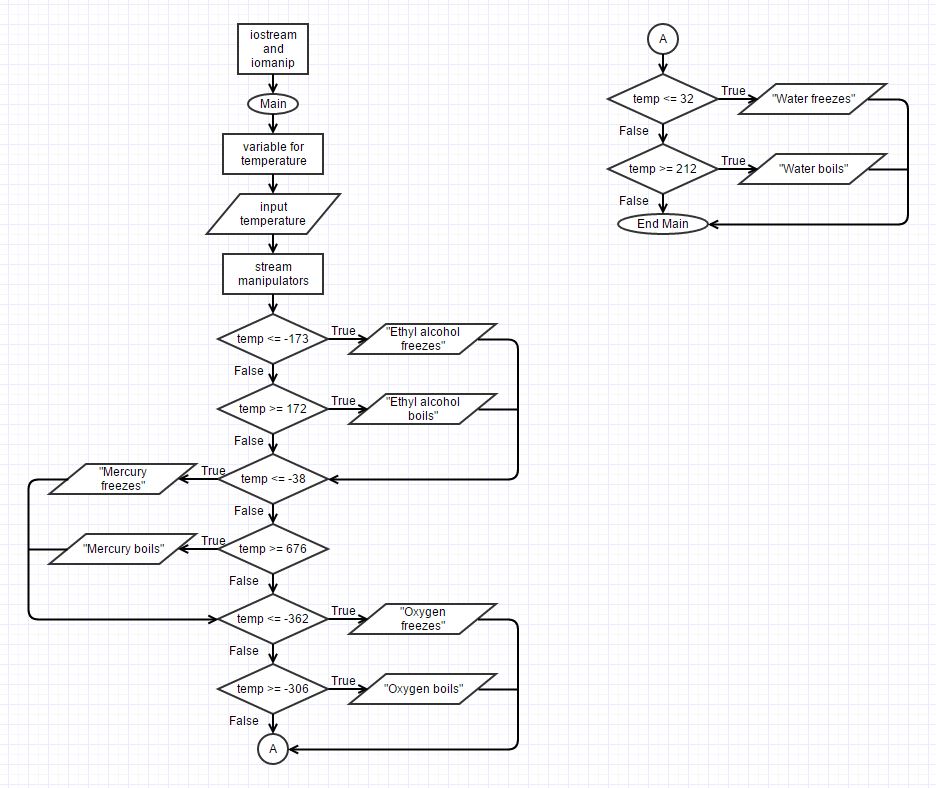 iostream
and
iomanip
Main
variable for
temperature
input
temperature
stream
manipulators
temp <= -173
True
"Ethyl alcohol
freezes"
False
temp >= 172
True
"Ethyl alcohol
boils"
False
temp <= -38
True
"Mercury
freezes"
False
temp >= 676
True
"Mercury boils"
False
temp <= -362
True
"Oxygen
freezes"
False
temp >= -306
True
"Oxygen boils"
False
A
A
temp <= 32
True
"Water freezes"
False
temp >= 212
True
"Water boils"
False
End Main